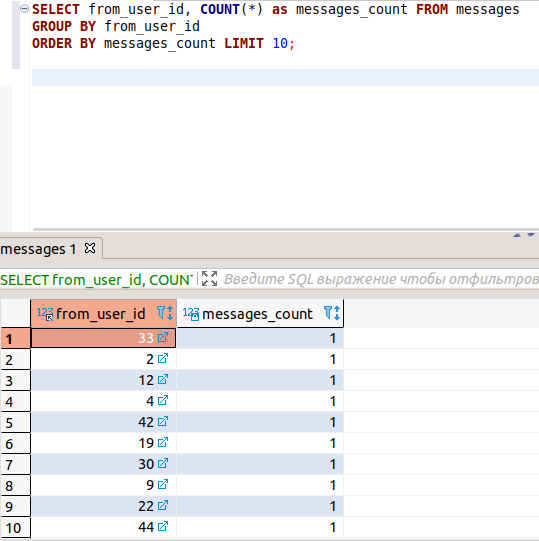 SELECT from_user_id, COUNT(*) as messages_count FROM messages
GROUP BY from_user_id
ORDER BY messages_count LIMIT 10;
messages 1
SELECT from_user_id, COUN
Введите SQL выражение чтобы отфильтров
123 from_user_id 123 messages_count
1 33 1
2 2 1
3 12 1
4 4 1
5 42 1
6 19 1
7 30 1
8 9 1
9 22 1
10 44 1